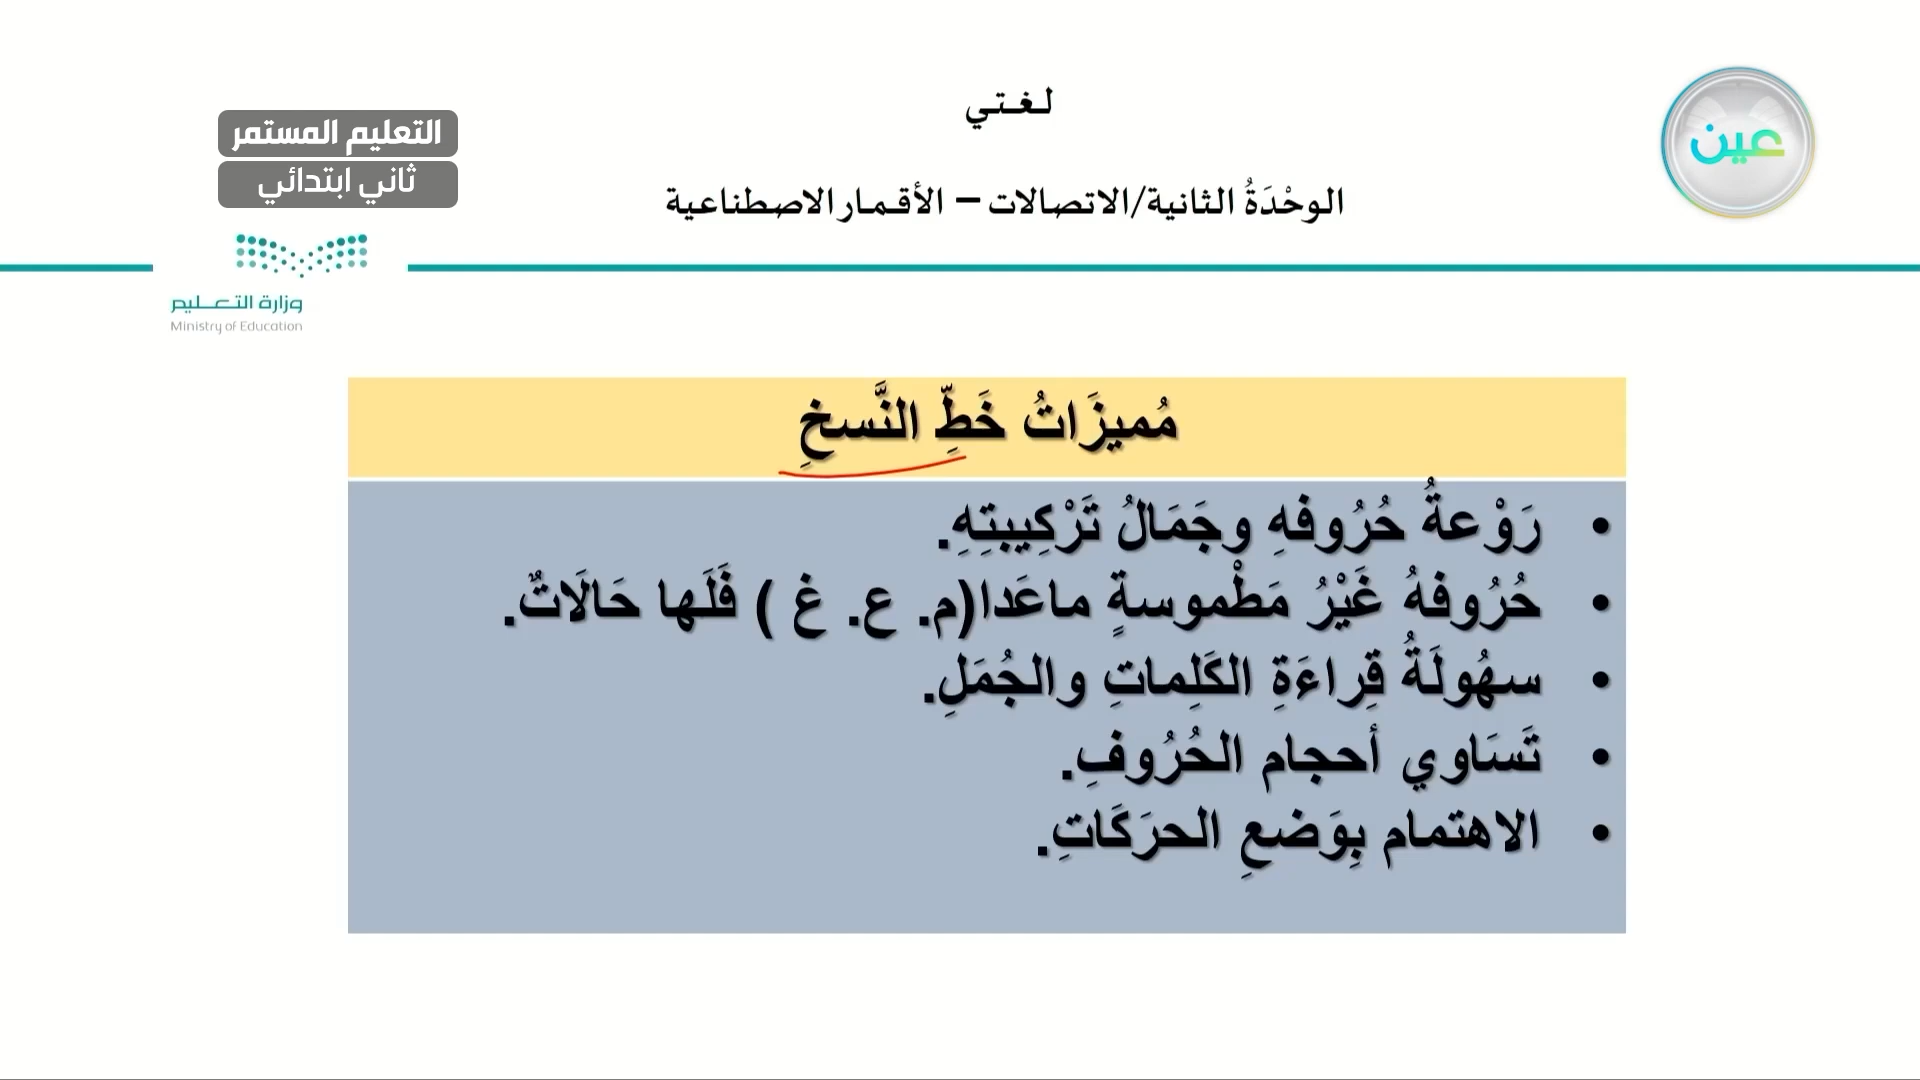 لغتي
عين
التعليم المستمر
ثاني ابتدائي
الوحْدَةُ الثانية/الاتصالات – الأقمار الاصطناعية
وزارة التعليم
Ministry of Education
مُميزَاتُ خَطِّ النَّسخِ
• رَوْعةُ حُرُوفهِ وجَمَالُ تَرْكِيبتِهِ.
• حُرُوفهُ غَيْرُ مَطْموسةٍ ماعَدا(م. ع. غ ) فَلَها حَالَاتٌ.
• سهُولَةُ قِراءَةِ الكَلِماتِ والجُمَلِ.
• تَسَاوي أحجام الحُرُوفِ.
• الاهتمام بِوَضعِ الحرَكَاتِ.